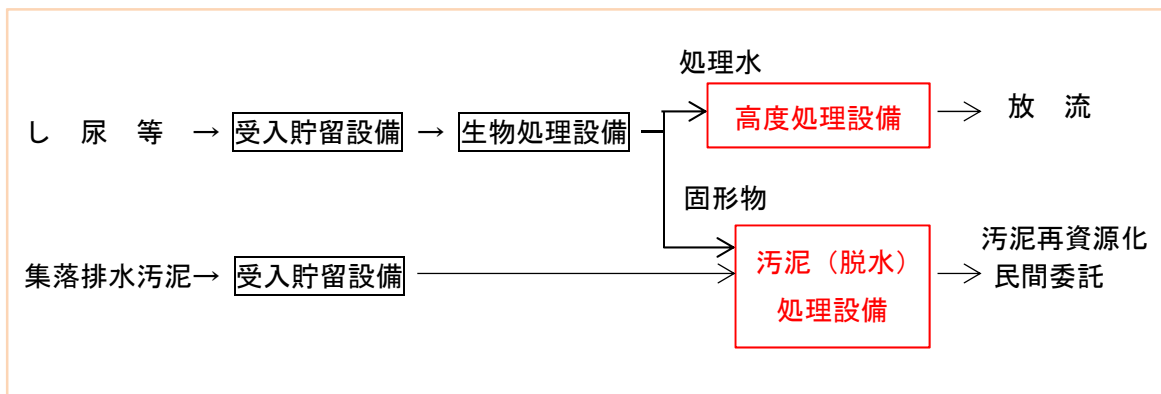 処理水
し 尿 等 → 受入貯留設備 → 生物処理設備 高度処理設備 → 放 流
固形物
集落排水汚泥→ 受入貯留設備 → 汚泥（脱水）
処理設備 → 汚泥再資源化
民間委託